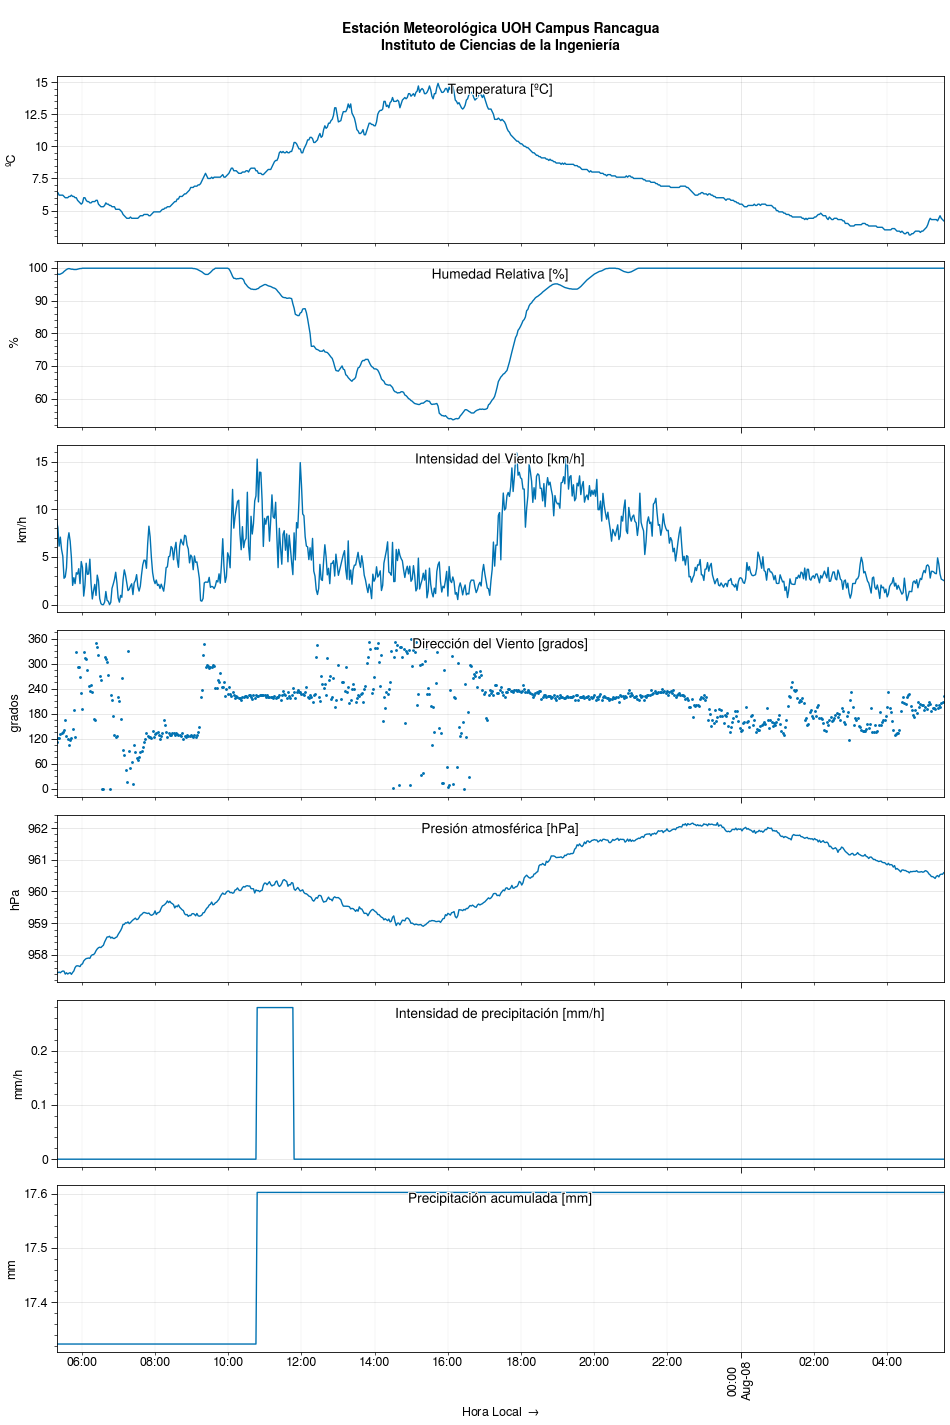 Estación Meteorológica UOH Campus Rancagua
Instituto de Ciencias de la Ingeniería
Temperatura [ºC]
15
12.5
10
7.5
5
ºC
Humedad Relativa [%]
100
90
80
70
60
%
Intensidad del Viento [km/h]
15
10
5
0
km/h
Dirección del Viento [grados]
360
300
240
180
120
60
0
grados
Presión atmosférica [hPa]
962
961
960
959
958
hPa
Intensidad de precipitación [mm/h]
0.2
0.1
0
mm/h
Precipitación acumulada [mm]
17.6
17.5
17.4
mm
06:00 08:00 10:00 12:00 14:00 16:00 18:00 20:00 22:00 00:00 02:00 04:00
Aug-08
Hora Local →